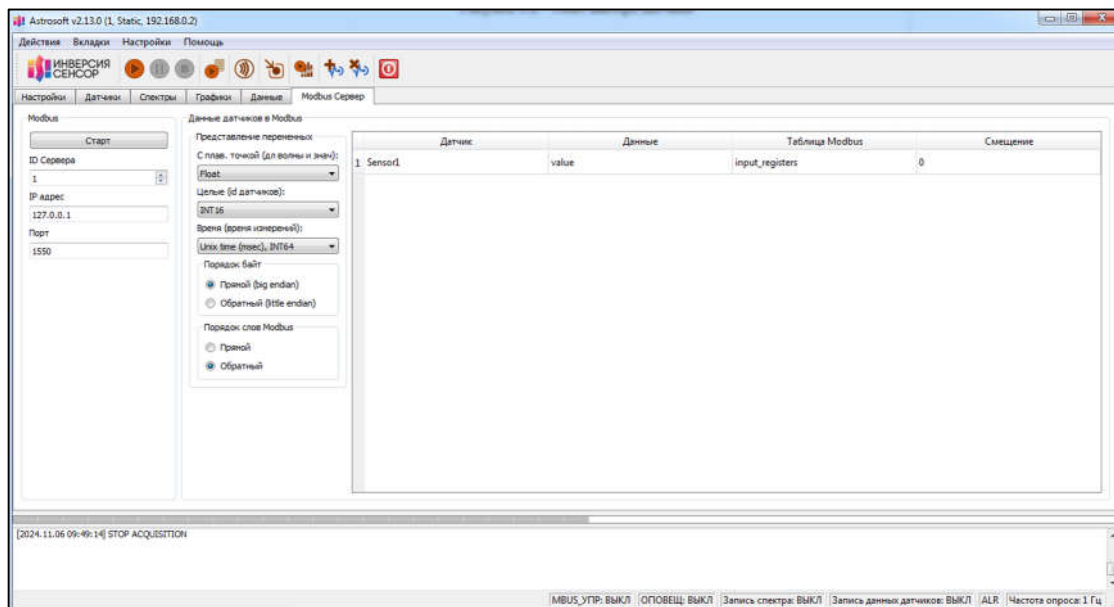 Astrosoft v2.13.0 (1, Static, 192.168.0.2)
Действия Вкладки Настройки Помощь
ИНВЕРСИЯ
СЕНСОР
Настройки Датчики Спектры Графики Данные Modbus Сервер
Modbus
Старт
ID Сервера
1
IP адрес
127.0.0.1
Порт
1550
Данные датчиков в Modbus
Представление переменных
С плав. точкой (дл волны и знач):
Float
Целые (id датчиков):
INT16
Время (время измерений):
Unix time (msec), INT64
Порядок байт
Прямой (big endian)
Обратный (little endian)
Порядок слов Modbus
Прямой
Обратный
Датчик Данные Таблица Modbus Смещение
1 Sensor1 value input_registers 0
[2024.11.06 09:49:14] STOP ACQUISITION
MBUS_УПР: ВЫКЛ ОПОВЕЩ: ВЫКЛ Запись спектра: ВЫКЛ Запись данных датчиков: ВЫКЛ ALR Частота опроса: 1 Гц